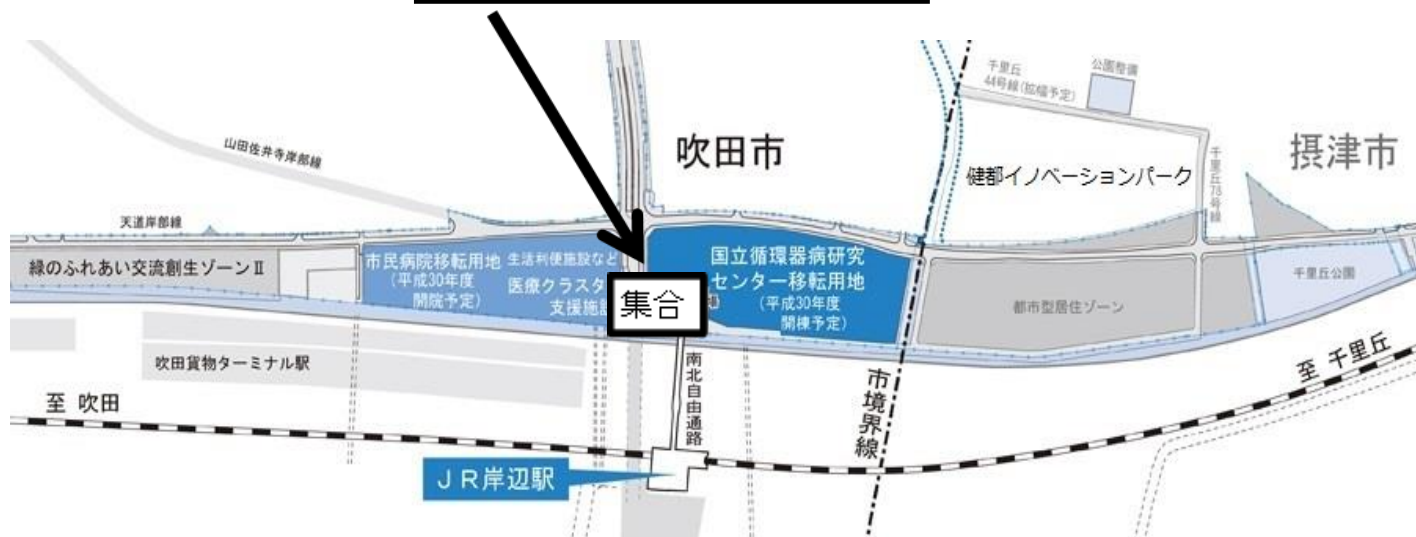 千里丘
44号線(拡幅予定)
公園整備
吹田市
摂津市
山田佐井寺岸部線
健都イノベーションパーク
千里丘78号線
天道岸部線
緑のふれあい交流創生ゾーンⅡ
市民病院移転用地
(平成30年度
開院予定)
生活利便施設など
医療クラスタ
支援施設
集合
場
国立循環器病研究
センター移転用地
(平成30年度
開棟予定)
都市型居住ゾーン
千里丘公園
吹田貨物ターミナル駅
南北自由通路
市境界線
至 吹田
至 千里丘
JR岸辺駅